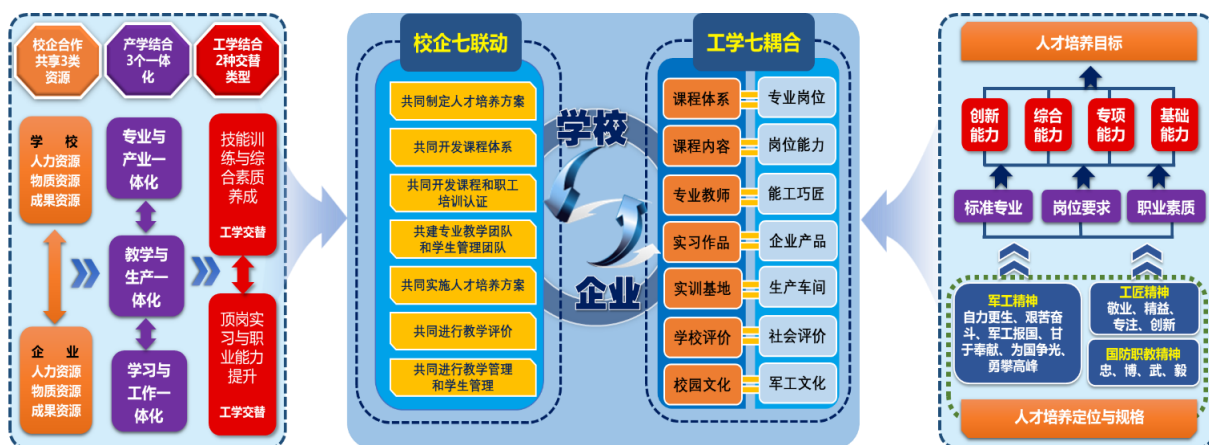 校企合作
共享3类
资源
产学结合
3个一体
化
工学结合
2种交替
类型
学 校
人力资源
物质资源
成果资源
企 业
人力资源
物质资源
成果资源
专业与
产业一
体化
教学与
生产一
体化
学习与
工作一
体化
技能训
练与综
合素质
养成
工学交替
顶岗实
习与职
业能力
提升
工学交替
校企七联动
共同制定人才培养方案
共同开发课程体系
共同开发课程和职工
培训认证
共建专业教学团队
和学生管理团队
共同实施人才培养方案
共同进行教学评价
共同进行教学管理
和学生管理
学校
企业
工学七耦合
课程体系
专业岗位
课程内容
岗位能力
专业教师
能工巧匠
实习作品
企业产品
实训基地
生产车间
学校评价
社会评价
校园文化
军工文化
人才培养目标
创新
能力
综合
能力
专项
能力
基础
能力
标准专业
岗位要求
职业素质
军工精神
自力更生、艰苦奋
斗、军工报国、甘
于奉献、为国争光、
勇攀高峰
工匠精神
敬业、精益、
专注、创新
国防职教精神
忠、博、武、毅
人才培养定位与规格